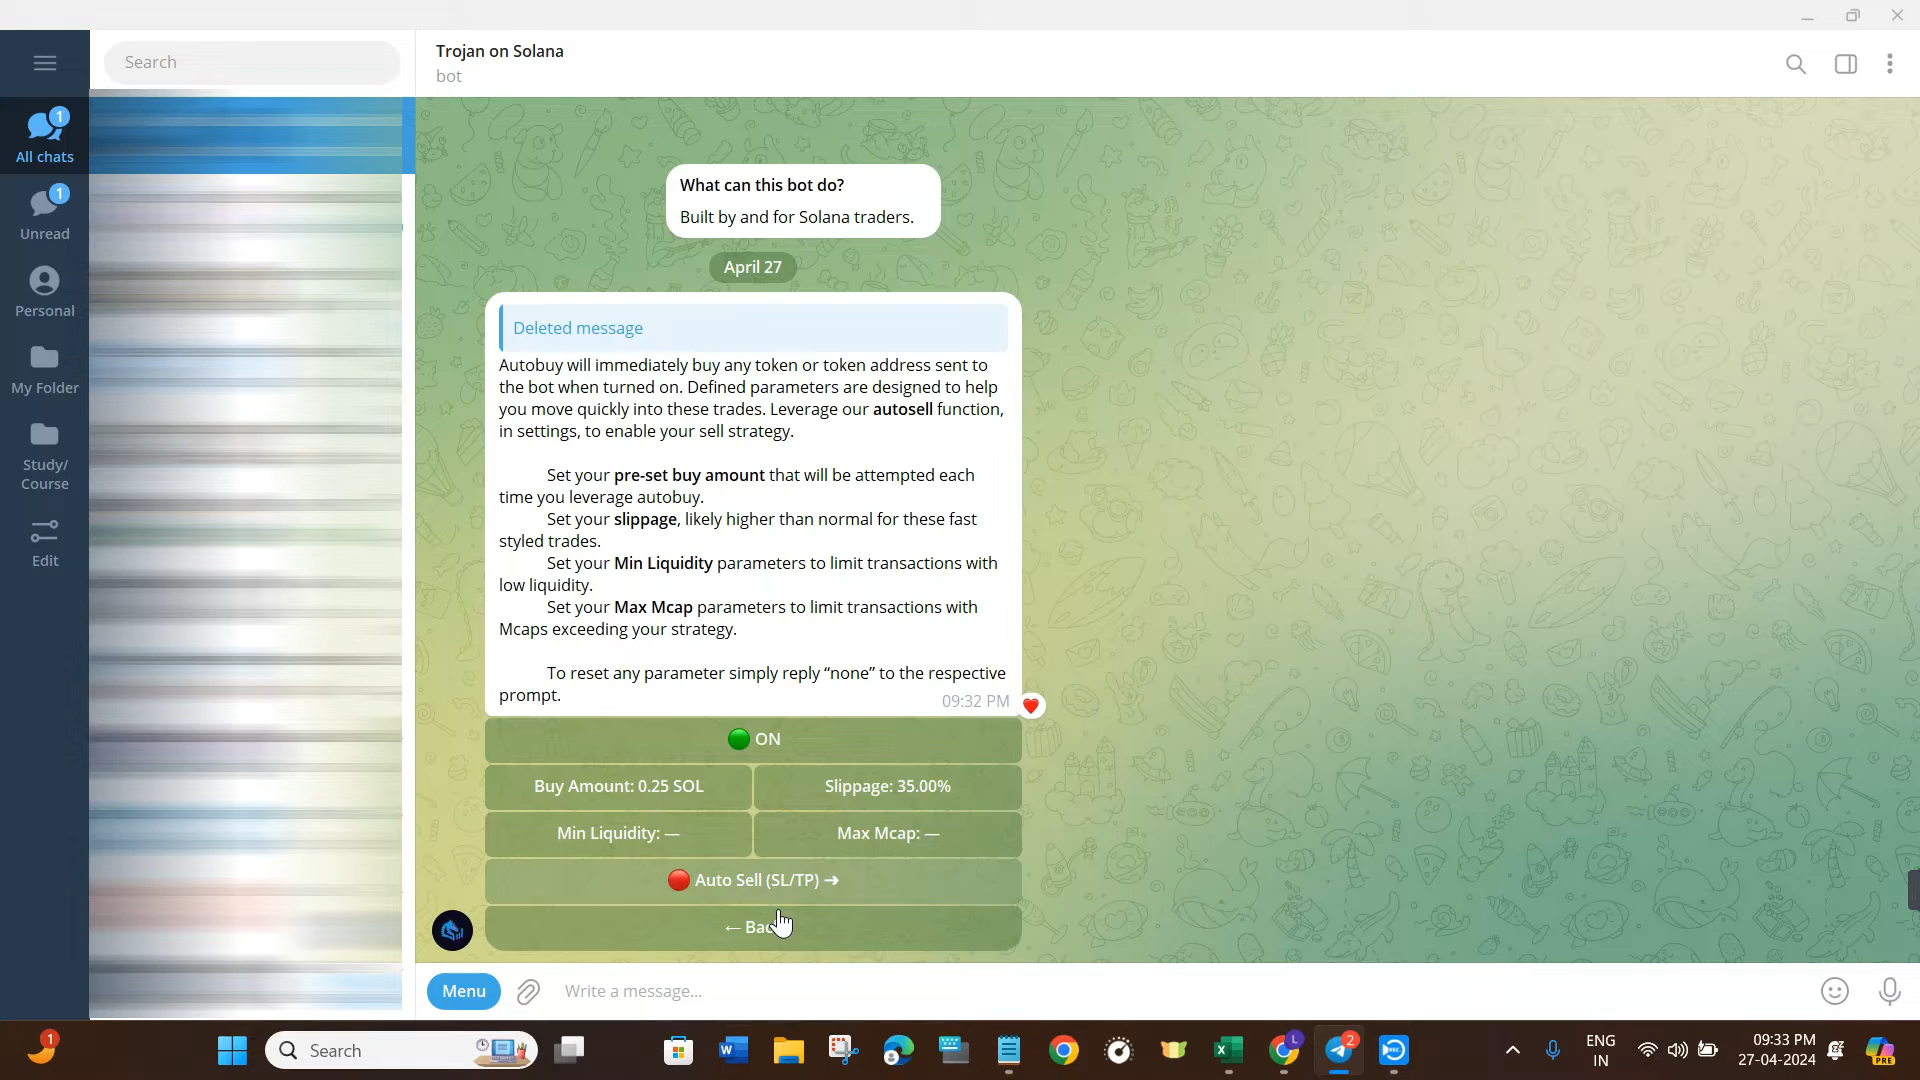 Search
Trojan on Solana
bot
1
All chats
1
Unread
Personal
My Folder
Study/
Course
Edit
What can this bot do?
Built by and for Solana traders.
April 27
Deleted message
Autobuy will immediately buy any token or token address sent to
the bot when turned on. Defined parameters are designed to help
you move quickly into these trades. Leverage our autosell function,
in settings, to enable your sell strategy.
Set your pre-set buy amount that will be attempted each
time you leverage autobuy.
Set your slippage, likely higher than normal for these fast
styled trades.
Set your Min Liquidity parameters to limit transactions with
low liquidity.
Set your Max Mcap parameters to limit transactions with
Mcaps exceeding your strategy.
To reset any parameter simply reply “none” to the respective
prompt.
09:32 PM
ON
Buy Amount: 0.25 SOL
Slippage: 35.00%
Min Liquidity: —
Max Mcap: —
Auto Sell (SL/TP) ➔
← Bac
Menu
Write a message...
1
Search
L
2
ENG
IN
09:33 PM
27-04-2024
PRE